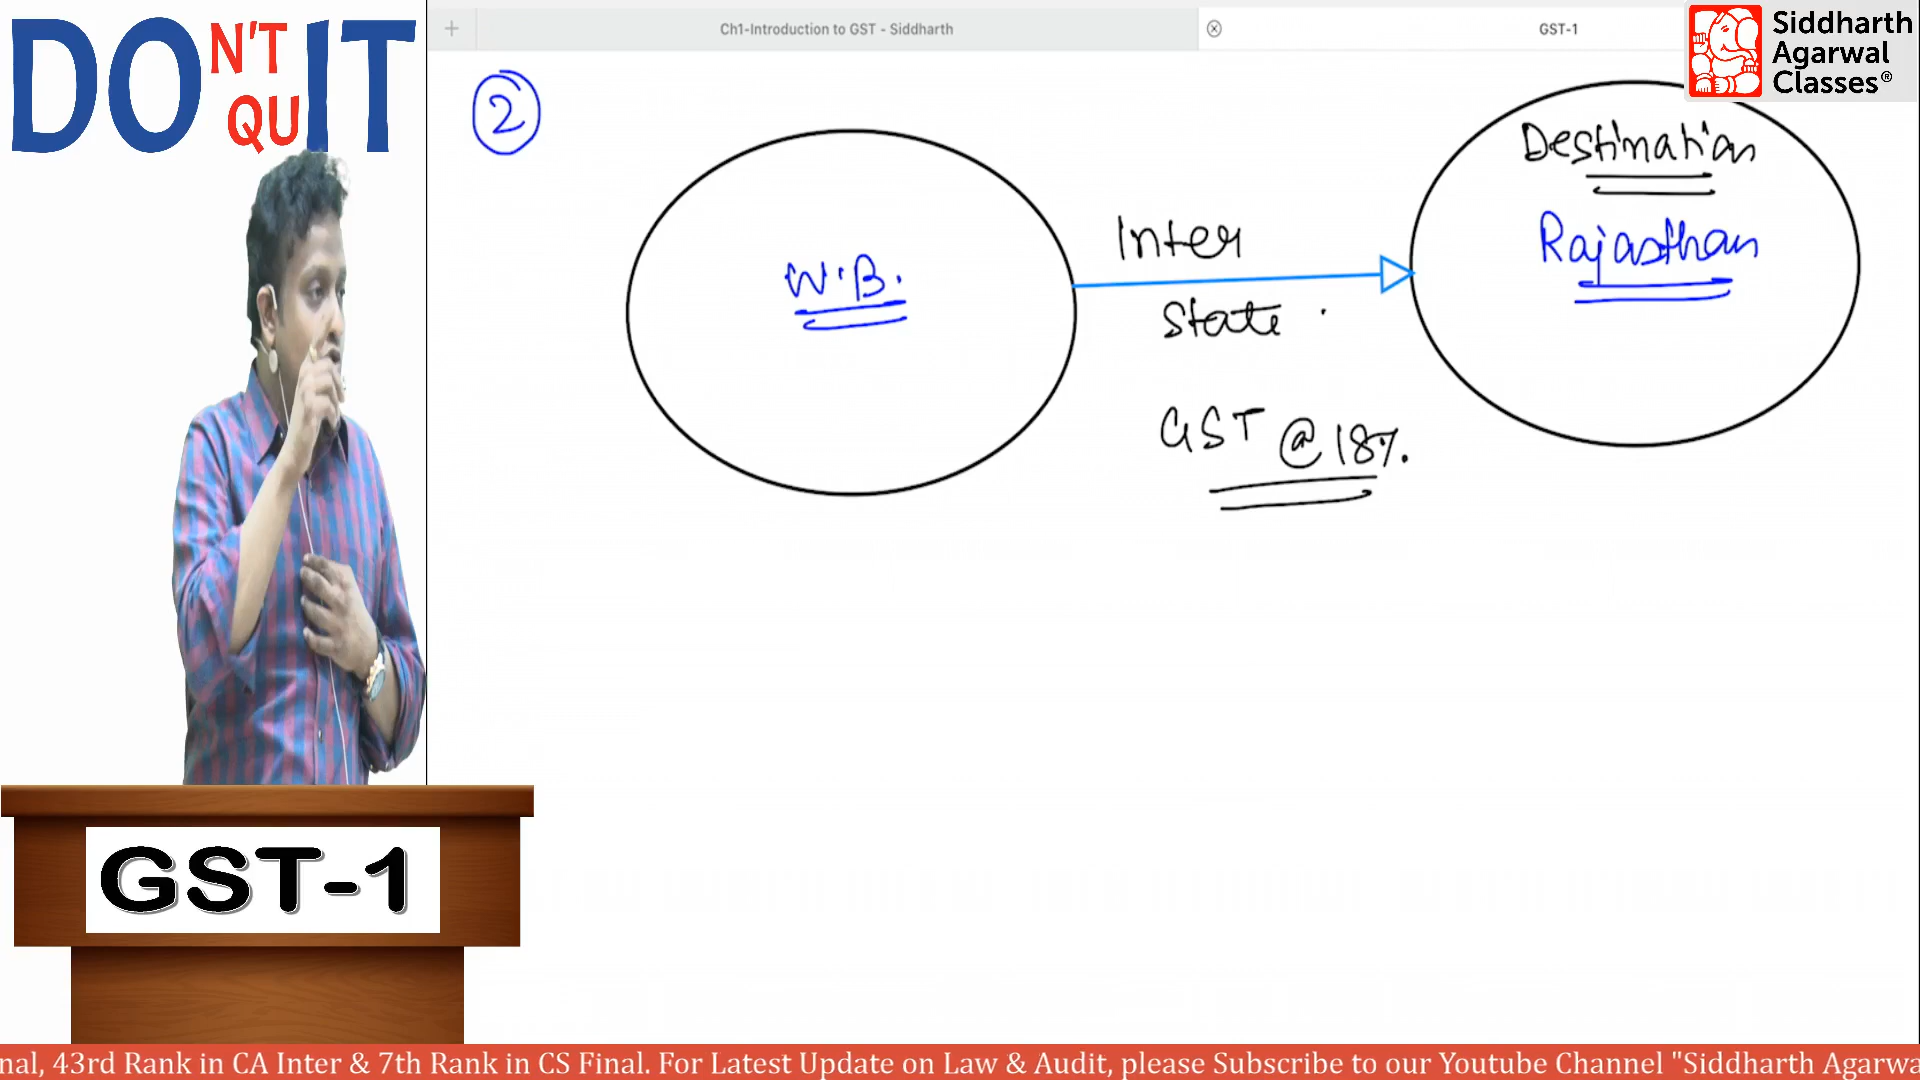 DON'T QUIT
Ch1-Introduction to GST - Siddharth
GST-1
Siddharth
Agarwal
Classes®
2
Destination
Rajasthan
Inter
State
W.B.
GST @ 18%.
GST-1
nal, 43rd Rank in CA Inter & 7th Rank in CS Final. For Latest Update on Law & Audit, please Subscribe to our Youtube Channel "Siddharth Agarwa